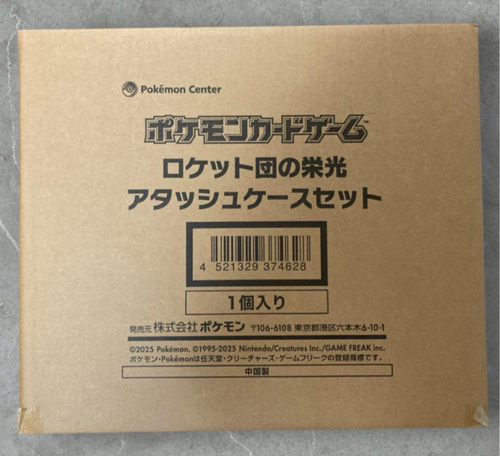 Pokémon Center
ポケモンカードゲーム™
ロケット団の栄光
アタッシュケースセット
4 521329 374628
1個入り
発売元 株式会社ポケモン 〒106-6108 東京都港区六本木6-10-1
©2025 Pokémon. ©1995-2025 Nintendo/Creatures Inc./GAME FREAK inc.
ポケモン・Pokémonは任天堂・クリーチャーズ・ゲームフリークの登録商標です。
中国製